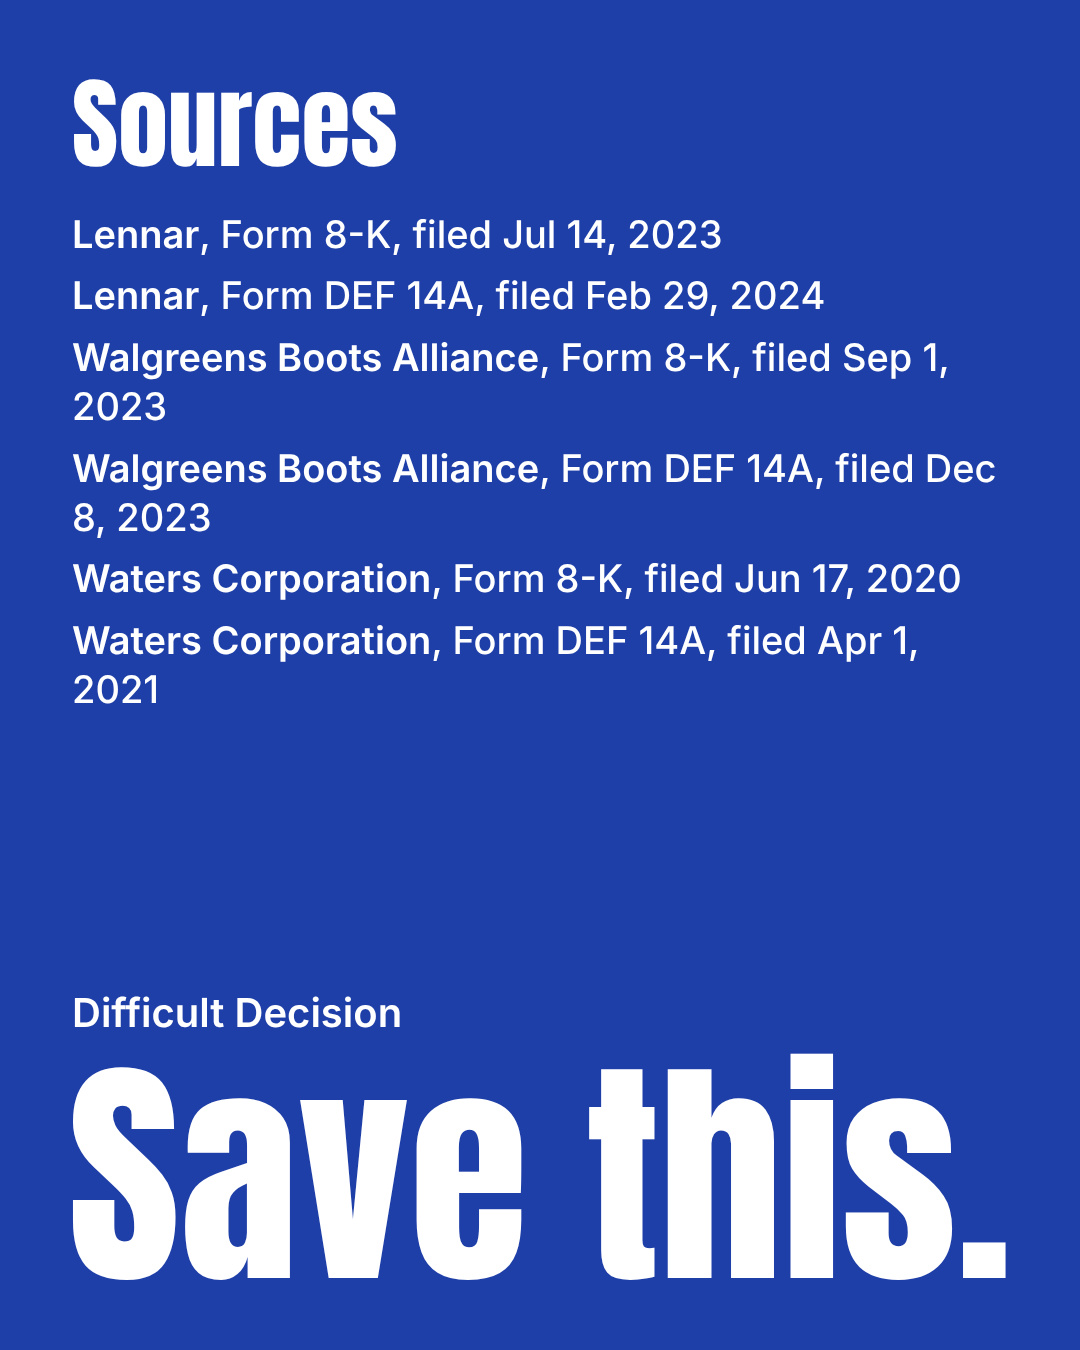 Sources
Lennar, Form 8-K, filed Jul 14, 2023
Lennar, Form DEF 14A, filed Feb 29, 2024
Walgreens Boots Alliance, Form 8-K, filed Sep 1,
2023
Walgreens Boots Alliance, Form DEF 14A, filed Dec
8, 2023
Waters Corporation, Form 8-K, filed Jun 17, 2020
Waters Corporation, Form DEF 14A, filed Apr 1,
2021
Difficult Decision
Save this.